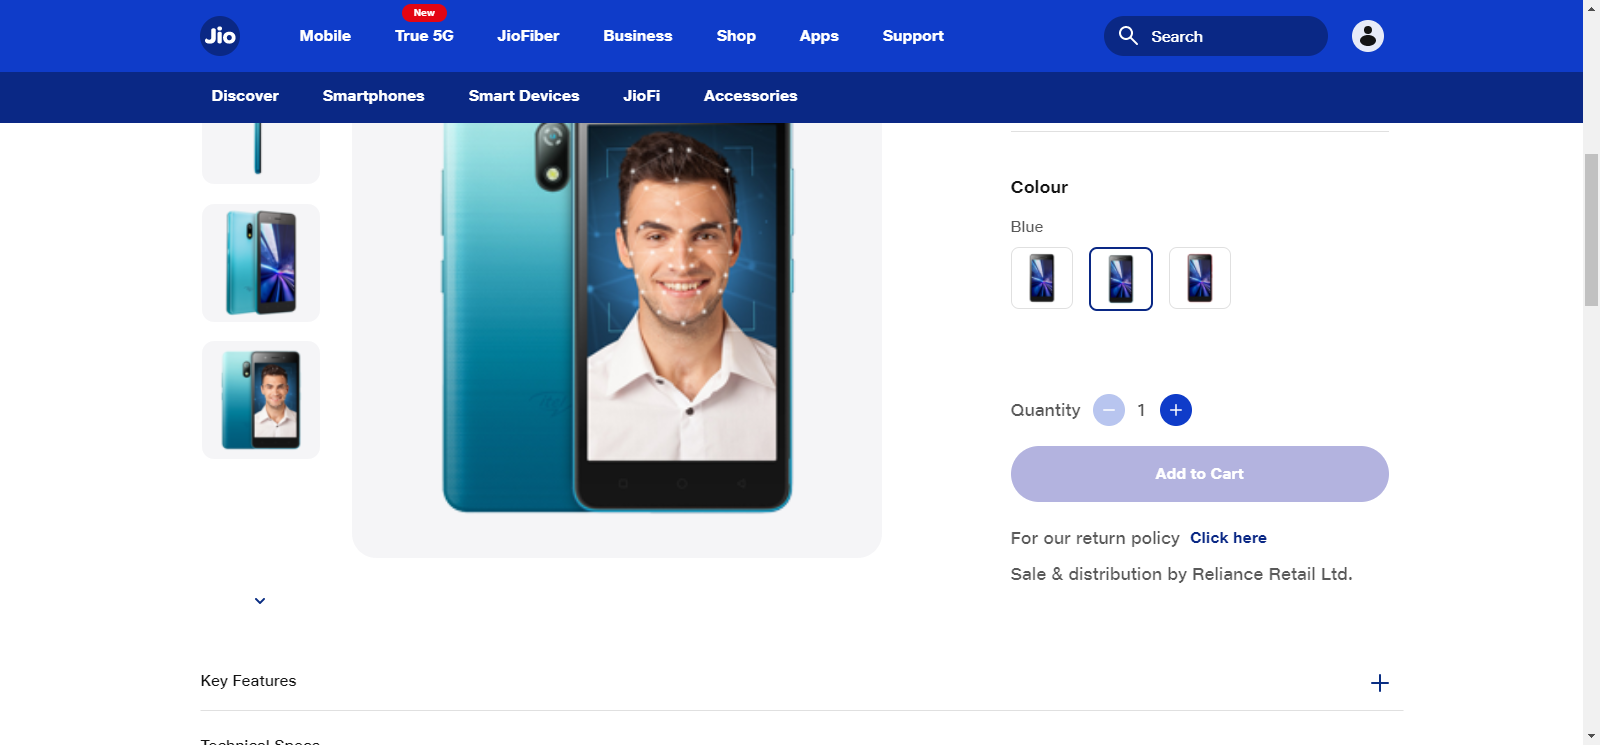 New
Jio
Mobile
True 5G
JioFiber
Business
Shop
Apps
Support
Search
Discover
Smartphones
Smart Devices
JioFi
Accessories
Colour
Blue
Quantity
1
Add to Cart
For our return policy Click here
Sale & distribution by Reliance Retail Ltd.
Key Features
Technical Specs